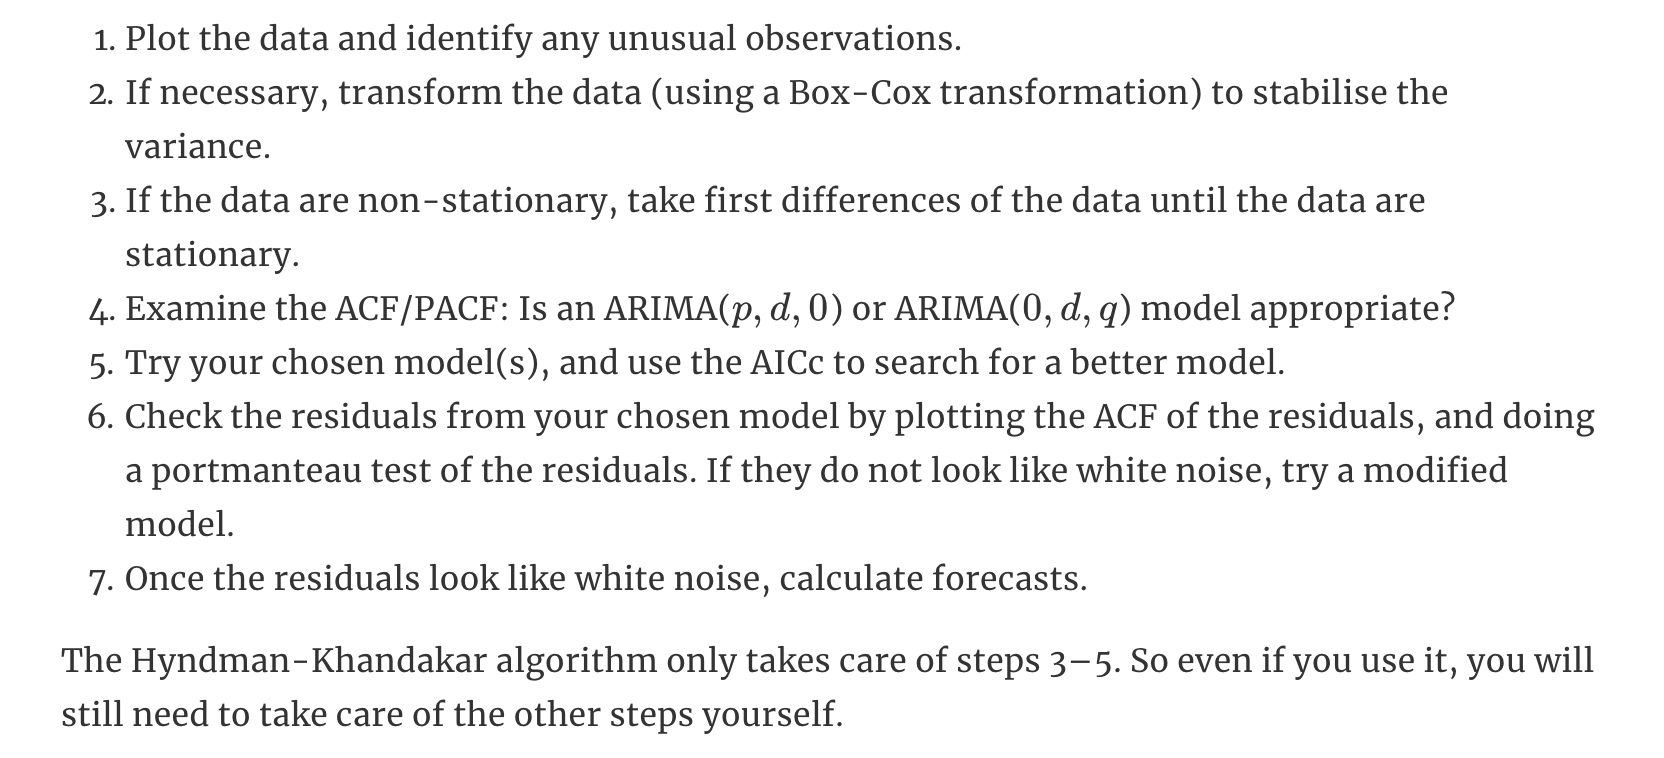 1. Plot the data and identify any unusual observations.
2. If necessary, transform the data (using a Box-Cox transformation) to stabilise the
variance.
3. If the data are non-stationary, take first differences of the data until the data are
stationary.
4. Examine the ACF/PACF: Is an ARIMA(p, d, 0) or ARIMA(0, d, q) model appropriate?
5. Try your chosen model(s), and use the AICc to search for a better model.
6. Check the residuals from your chosen model by plotting the ACF of the residuals, and doing
a portmanteau test of the residuals. If they do not look like white noise, try a modified
model.
7. Once the residuals look like white noise, calculate forecasts.
The Hyndman-Khandakar algorithm only takes care of steps 3–5. So even if you use it, you will
still need to take care of the other steps yourself.